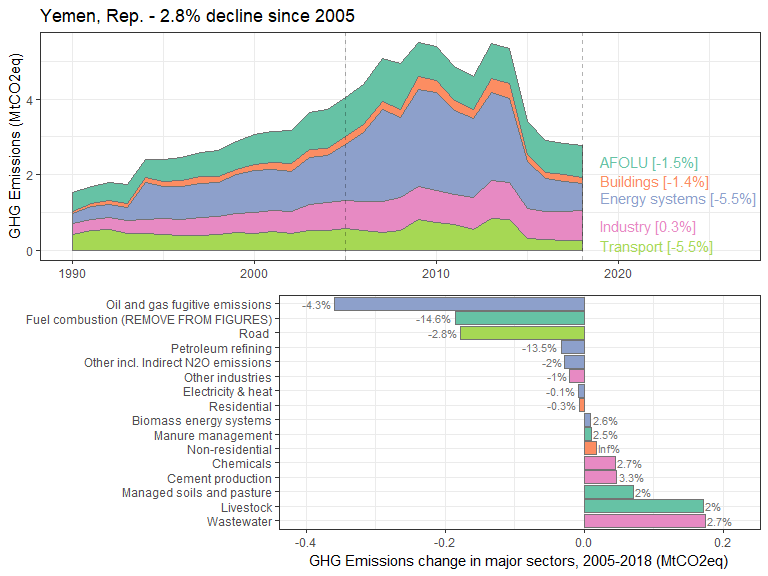 Yemen, Rep. - 2.8% decline since 2005
GHG Emissions (MtCO2eq)
4
2
0
AFOLU [-1.5%]
Buildings [-1.4%]
Energy systems [-5.5%]
Industry [0.3%]
Transport [-5.5%]
1990 2000 2010 2020
Oil and gas fugitive emissions -4.3%
Fuel combustion (REMOVE FROM FIGURES) -14.6%
Road -2.8%
Petroleum refining -13.5%
Other incl. Indirect N2O emissions -2%
Other industries -1%
Electricity & heat -0.1%
Residential -0.3%
Biomass energy systems 2.6%
Manure management 2.5%
Non-residential Inf%
Chemicals 2.7%
Cement production 3.3%
Managed soils and pasture 2%
Livestock 2%
Wastewater 2.7%
-0.4 -0.2 0.0 0.2
GHG Emissions change in major sectors, 2005-2018 (MtCO2eq)